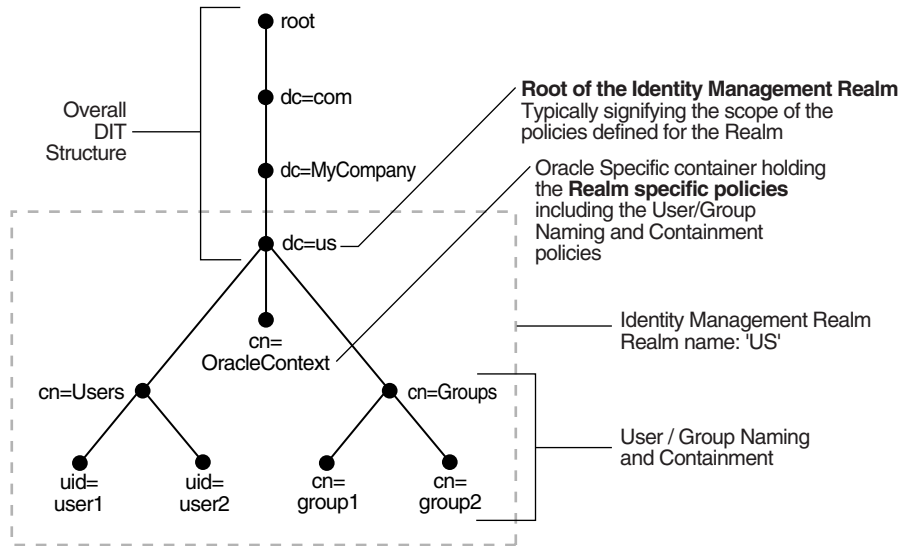 root
dc=com
Overall
DIT
Structure
Root of the Identity Management Realm
Typically signifying the scope of the
policies defined for the Realm
dc=MyCompany
Oracle Specific container holding
the Realm specific policies
including the User/Group
Naming and Containment
policies
dc=us
cn=
OracleContext
Identity Management Realm
Realm name: 'US'
cn=Users
cn=Groups
User / Group Naming
and Containment
uid=
user1
uid=
user2
cn=
group1
cn=
group2